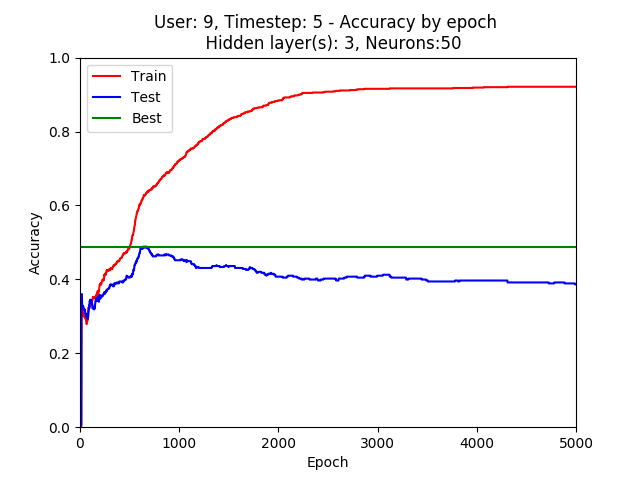 User: 9, Timestep: 5 - Accuracy by epoch
Hidden layer(s): 3, Neurons:50
Train
Test
Best
1.0
0.8
0.6
0.4
0.2
0.0
Accuracy
0
1000
2000
3000
4000
5000
Epoch